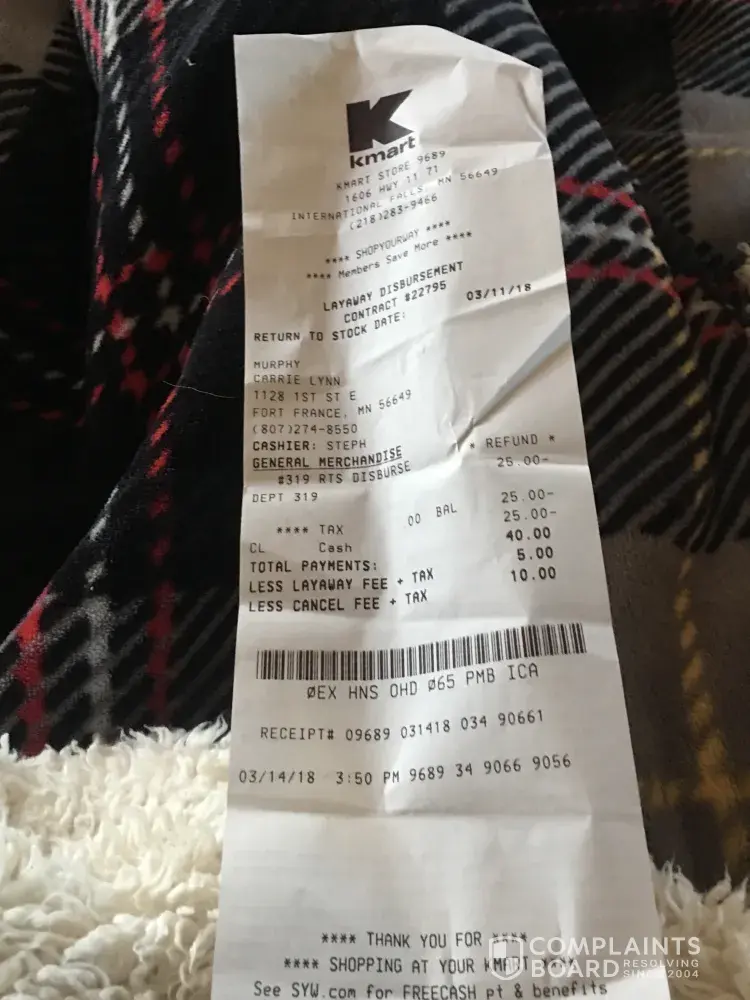 K
kmart
KMART STORE 9689
1606 HWY 11 71
INTERNATIONAL FALLS, MN 56649
(218)283-9466
**** SHOPYOURWAY ****
**** Members Save More ****
LAYAWAY DISBURSEMENT
CONTRACT #22795
RETURN TO STOCK DATE: 03/11/18
MURPHY
CARRIE LYNN
1128 1ST ST E
FORT FRANCE, MN 56649
(807)274-8550
CASHIER: STEPH
GENERAL MERCHANDISE * REFUND *
#319 RTS DISBURSE 25.00-
DEPT 319
00 BAL 25.00-
**** TAX 25.00-
CL Cash
TOTAL PAYMENTS: 40.00
LESS LAYAWAY FEE + TAX 5.00
LESS CANCEL FEE + TAX 10.00
ØEX HNS OHD Ø65 PMB ICA
RECEIPT# 09689 031418 034 90661
03/14/18 3:50 PM 9689 34 9066 9056
**** THANK YOU FOR ****
**** SHOPPING AT YOUR KMART ****
See SYW.com for FREECASH pt & benefits
COMPLAINTS
BOARD RESOLVING
SINCE 2004